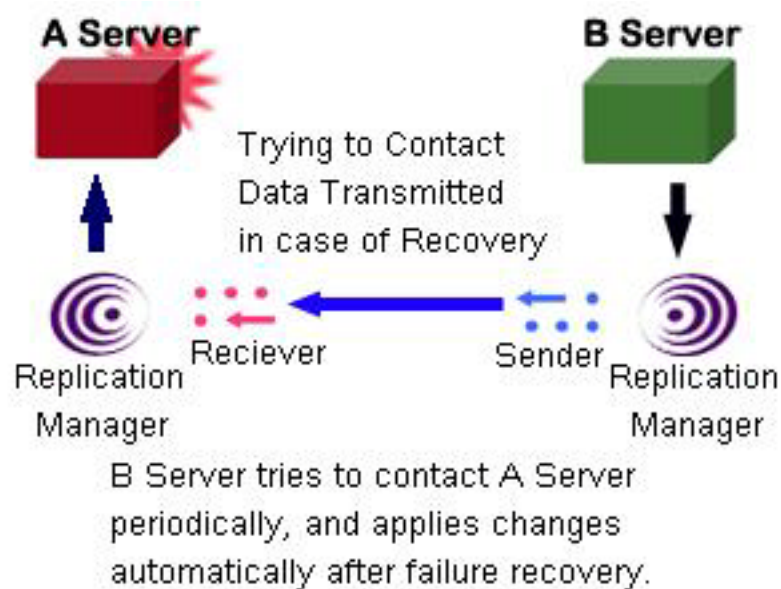 A Server
B Server
Trying to Contact
Data Transmitted
in case of Recovery
Reciever
Sender
Replication
Manager
Replication
Manager
B Server tries to contact A Server
periodically, and applies changes
automatically after failure recovery.